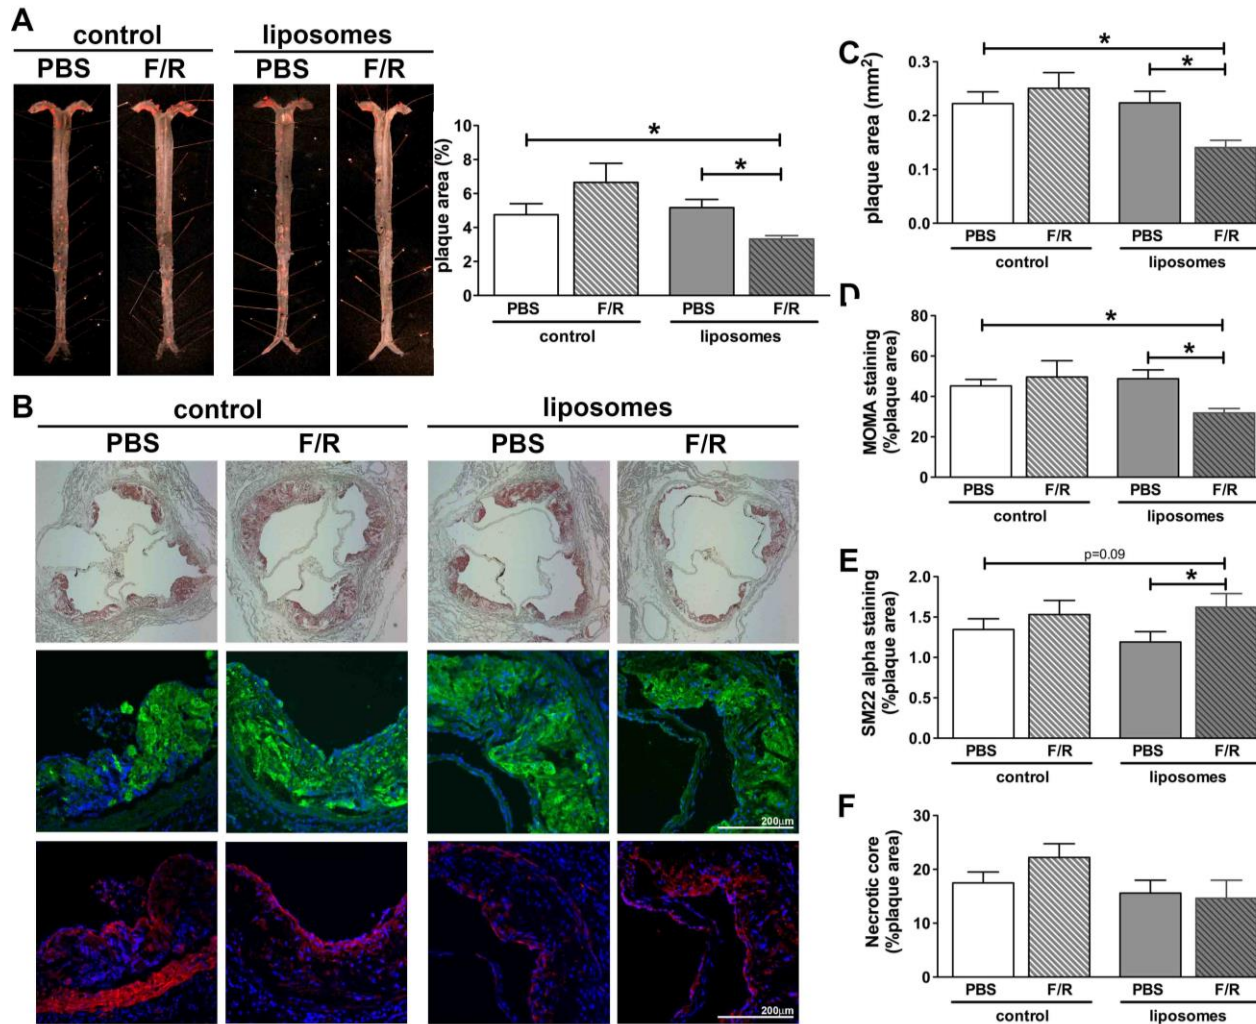 A
control
liposomes
PBS
F/R
PBS
F/R
plaque area (%)
10
8
6
4
2
0
*
*
PBS
F/R
PBS
F/R
control
liposomes
B
control
liposomes
PBS
F/R
PBS
F/R
200µm
200µm
C
plaque area (mm²)
0.3
0.2
0.1
0.0
*
*
PBS
F/R
PBS
F/R
control
liposomes
D
MOMA staining
(%plaque area)
80
60
40
20
0
*
*
PBS
F/R
PBS
F/R
control
liposomes
E
SM22 alpha staining
(%plaque area)
2.0
1.5
1.0
0.5
0.0
p=0.09
*
PBS
F/R
PBS
F/R
control
liposomes
F
Necrotic core
(%plaque area)
30
20
10
0
PBS
F/R
PBS
F/R
control
liposomes